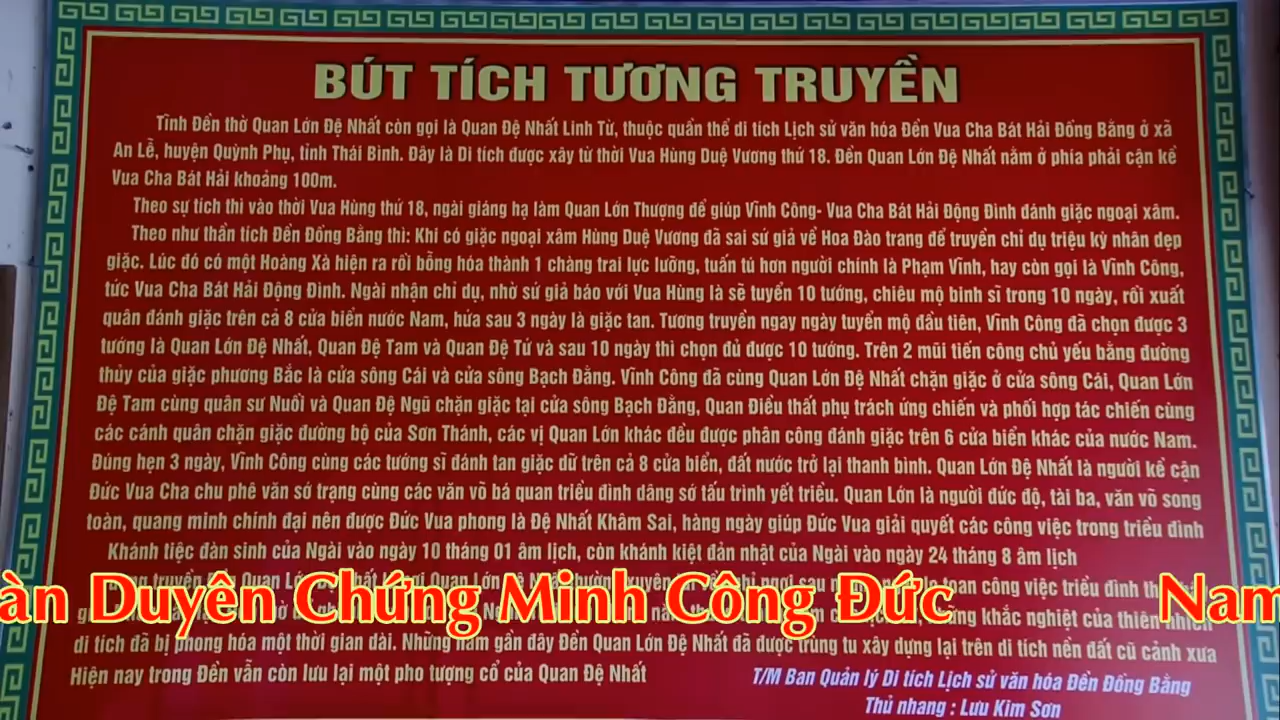 BÚT TÍCH TƯƠNG TRUYỀN
Tình Đền thờ Quan Lớn Đệ Nhất còn gọi là Quan Đệ Nhất Linh Từ, thuộc quần thể di tích Lịch sử văn hóa Đền Vua Cha Bát Hải Đồng Bằng ở xã
An Lễ, huyện Quỳnh Phụ, tỉnh Thái Bình. Đây là Di tích được xây từ thời Vua Hùng Duệ Vương thứ 18. Đền Quan Lớn Đệ Nhất nằm ở phía phải cận kề
Vua Cha Bát Hải khoảng 100m.
Theo sự tích thì vào thời Vua Hùng thứ 18, ngài giáng hạ làm Quan Lớn Thượng để giúp Vĩnh Công- Vua Cha Bát Hải Động Đình đánh giặc ngoại xâm.
Theo như thần tích Đền Đồng Bằng thì: Khi có giặc ngoại xâm Hùng Duệ Vương đã sai sứ giả về Hoa Đào trang để truyền chỉ dụ triệu kỳ nhân dẹp
giặc. Lúc đó có một Hoàng Xà hiện ra rồi bỗng hóa thành 1 chàng trai lực lưỡng, tuấn tú hơn người chính là Phạm Vĩnh, hay còn gọi là Vĩnh Công,
tức Vua Cha Bát Hải Động Đình. Ngài nhận chỉ dụ, nhờ sứ giả báo với Vua Hùng là sẽ tuyển 10 tướng, chiêu mộ binh sĩ trong 10 ngày, rồi xuất
quân đánh giặc trên cả 8 cửa biển nước Nam, hứa sau 3 ngày là giặc tan. Tương truyền ngay ngày tuyển mộ đầu tiên, Vĩnh Công đã chọn được 3
tướng là Quan Lớn Đệ Nhất, Quan Đệ Tam và Quan Đệ Tứ và sau 10 ngày thì chọn đủ được 10 tướng. Trên 2 mũi tiến công chủ yếu bằng đường
thủy của giặc phương Bắc là cửa sông Cái và cửa sông Bạch Đằng. Vĩnh Công đã cùng Quan Lớn Đệ Nhất chặn giặc ở cửa sông Cái, Quan Lớn
Đệ Tam cùng quân sư Nuồi và Quan Đệ Ngũ chặn giặc tại cửa sông Bạch Đằng, Quan Điều thất phụ trách ứng chiến và phối hợp tác chiến cùng
các cánh quân chặn giặc đường bộ của Sơn Thánh, các vị Quan Lớn khác đều được phân công đánh giặc trên 6 cửa biển khác của nước Nam.
Đúng hẹn 3 ngày, Vĩnh Công cùng các tướng sĩ đánh tan giặc dữ trên cả 8 cửa biển, đất nước trở lại thanh bình. Quan Lớn Đệ Nhất là người kề cận
Đức Vua Cha chu phê văn sớ trạng cùng các văn võ bá quan triều đình dâng sớ tấu trình yết triều. Quan Lớn là người đức độ, tài ba, văn võ song
toàn, quang minh chính đại nên được Đức Vua phong là Đệ Nhất Khâm Sai, hàng ngày giúp Đức Vua giải quyết các công việc trong triều đình
Khánh tiệc đản sinh của Ngài vào ngày 10 tháng 01 âm lịch, còn khánh kiệt đản nhật của Ngài vào ngày 24 tháng 8 âm lịch
truyền Quan Lớn Quan Lớn công việc triều đình
àn Duyên Chứng Minh Công Đức Nam
khắc nghiệt của thiên nhiên
di tích đã bị phong hóa một thời gian dài. Những năm gần đây Đền Quan Lớn Đệ Nhất đã được trùng tu xây dựng lại trên di tích nền đất cũ cảnh xưa
Hiện nay trong Đền vẫn còn lưu lại một pho tượng cổ của Quan Đệ Nhất
T/M Ban Quản lý Di tích Lịch sử văn hóa Đền Đồng Bằng
Thủ nhang : Lưu Kim Sơn